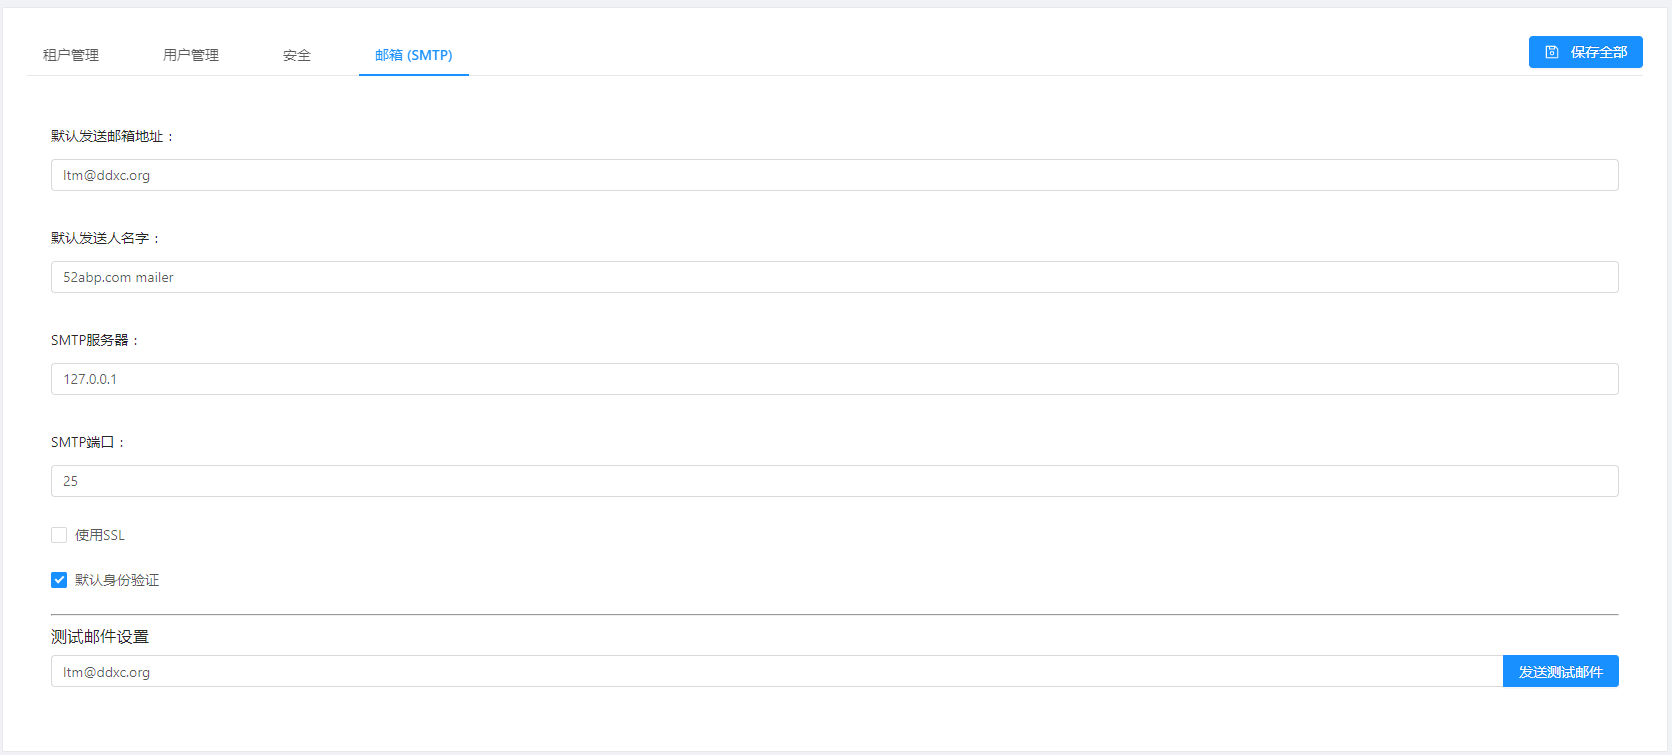 租户管理 用户管理 安全 邮箱 (SMTP) 保存全部
默认发送邮箱地址：
ltm@ddxc.org
默认发送人名字：
52abp.com mailer
SMTP服务器：
127.0.0.1
SMTP端口：
25
使用SSL
默认身份验证
测试邮件设置
ltm@ddxc.org 发送测试邮件